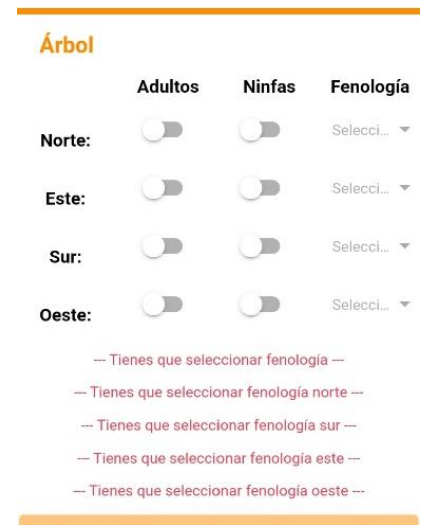 Árbol
Adultos Ninfas Fenología
Norte: Selecci...
Este: Selecci...
Sur: Selecci...
Oeste: Selecci...
--- Tienes que seleccionar fenología ---
--- Tienes que seleccionar fenología norte ---
--- Tienes que seleccionar fenología sur ---
--- Tienes que seleccionar fenología este ---
--- Tienes que seleccionar fenología oeste ---